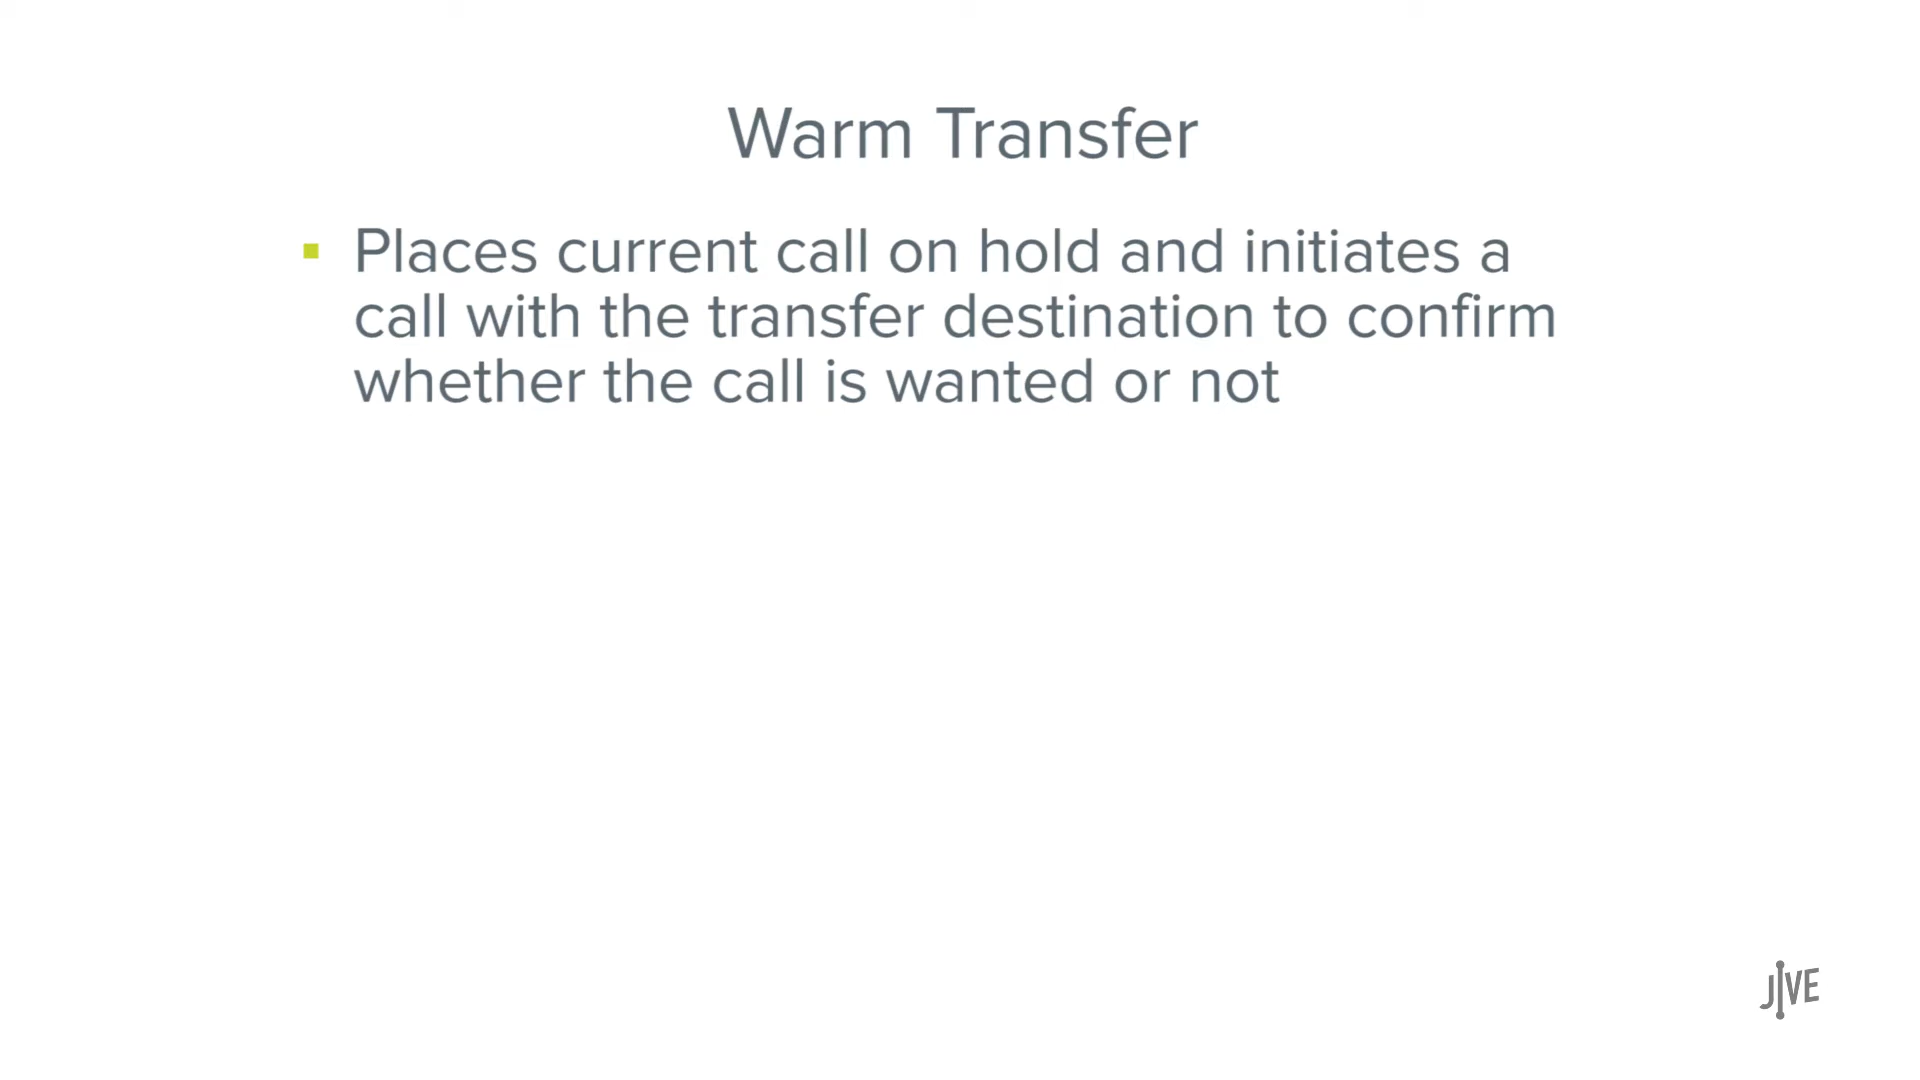 Warm Transfer
Places current call on hold and initiates a
call with the transfer destination to confirm
whether the call is wanted or not
JIVE